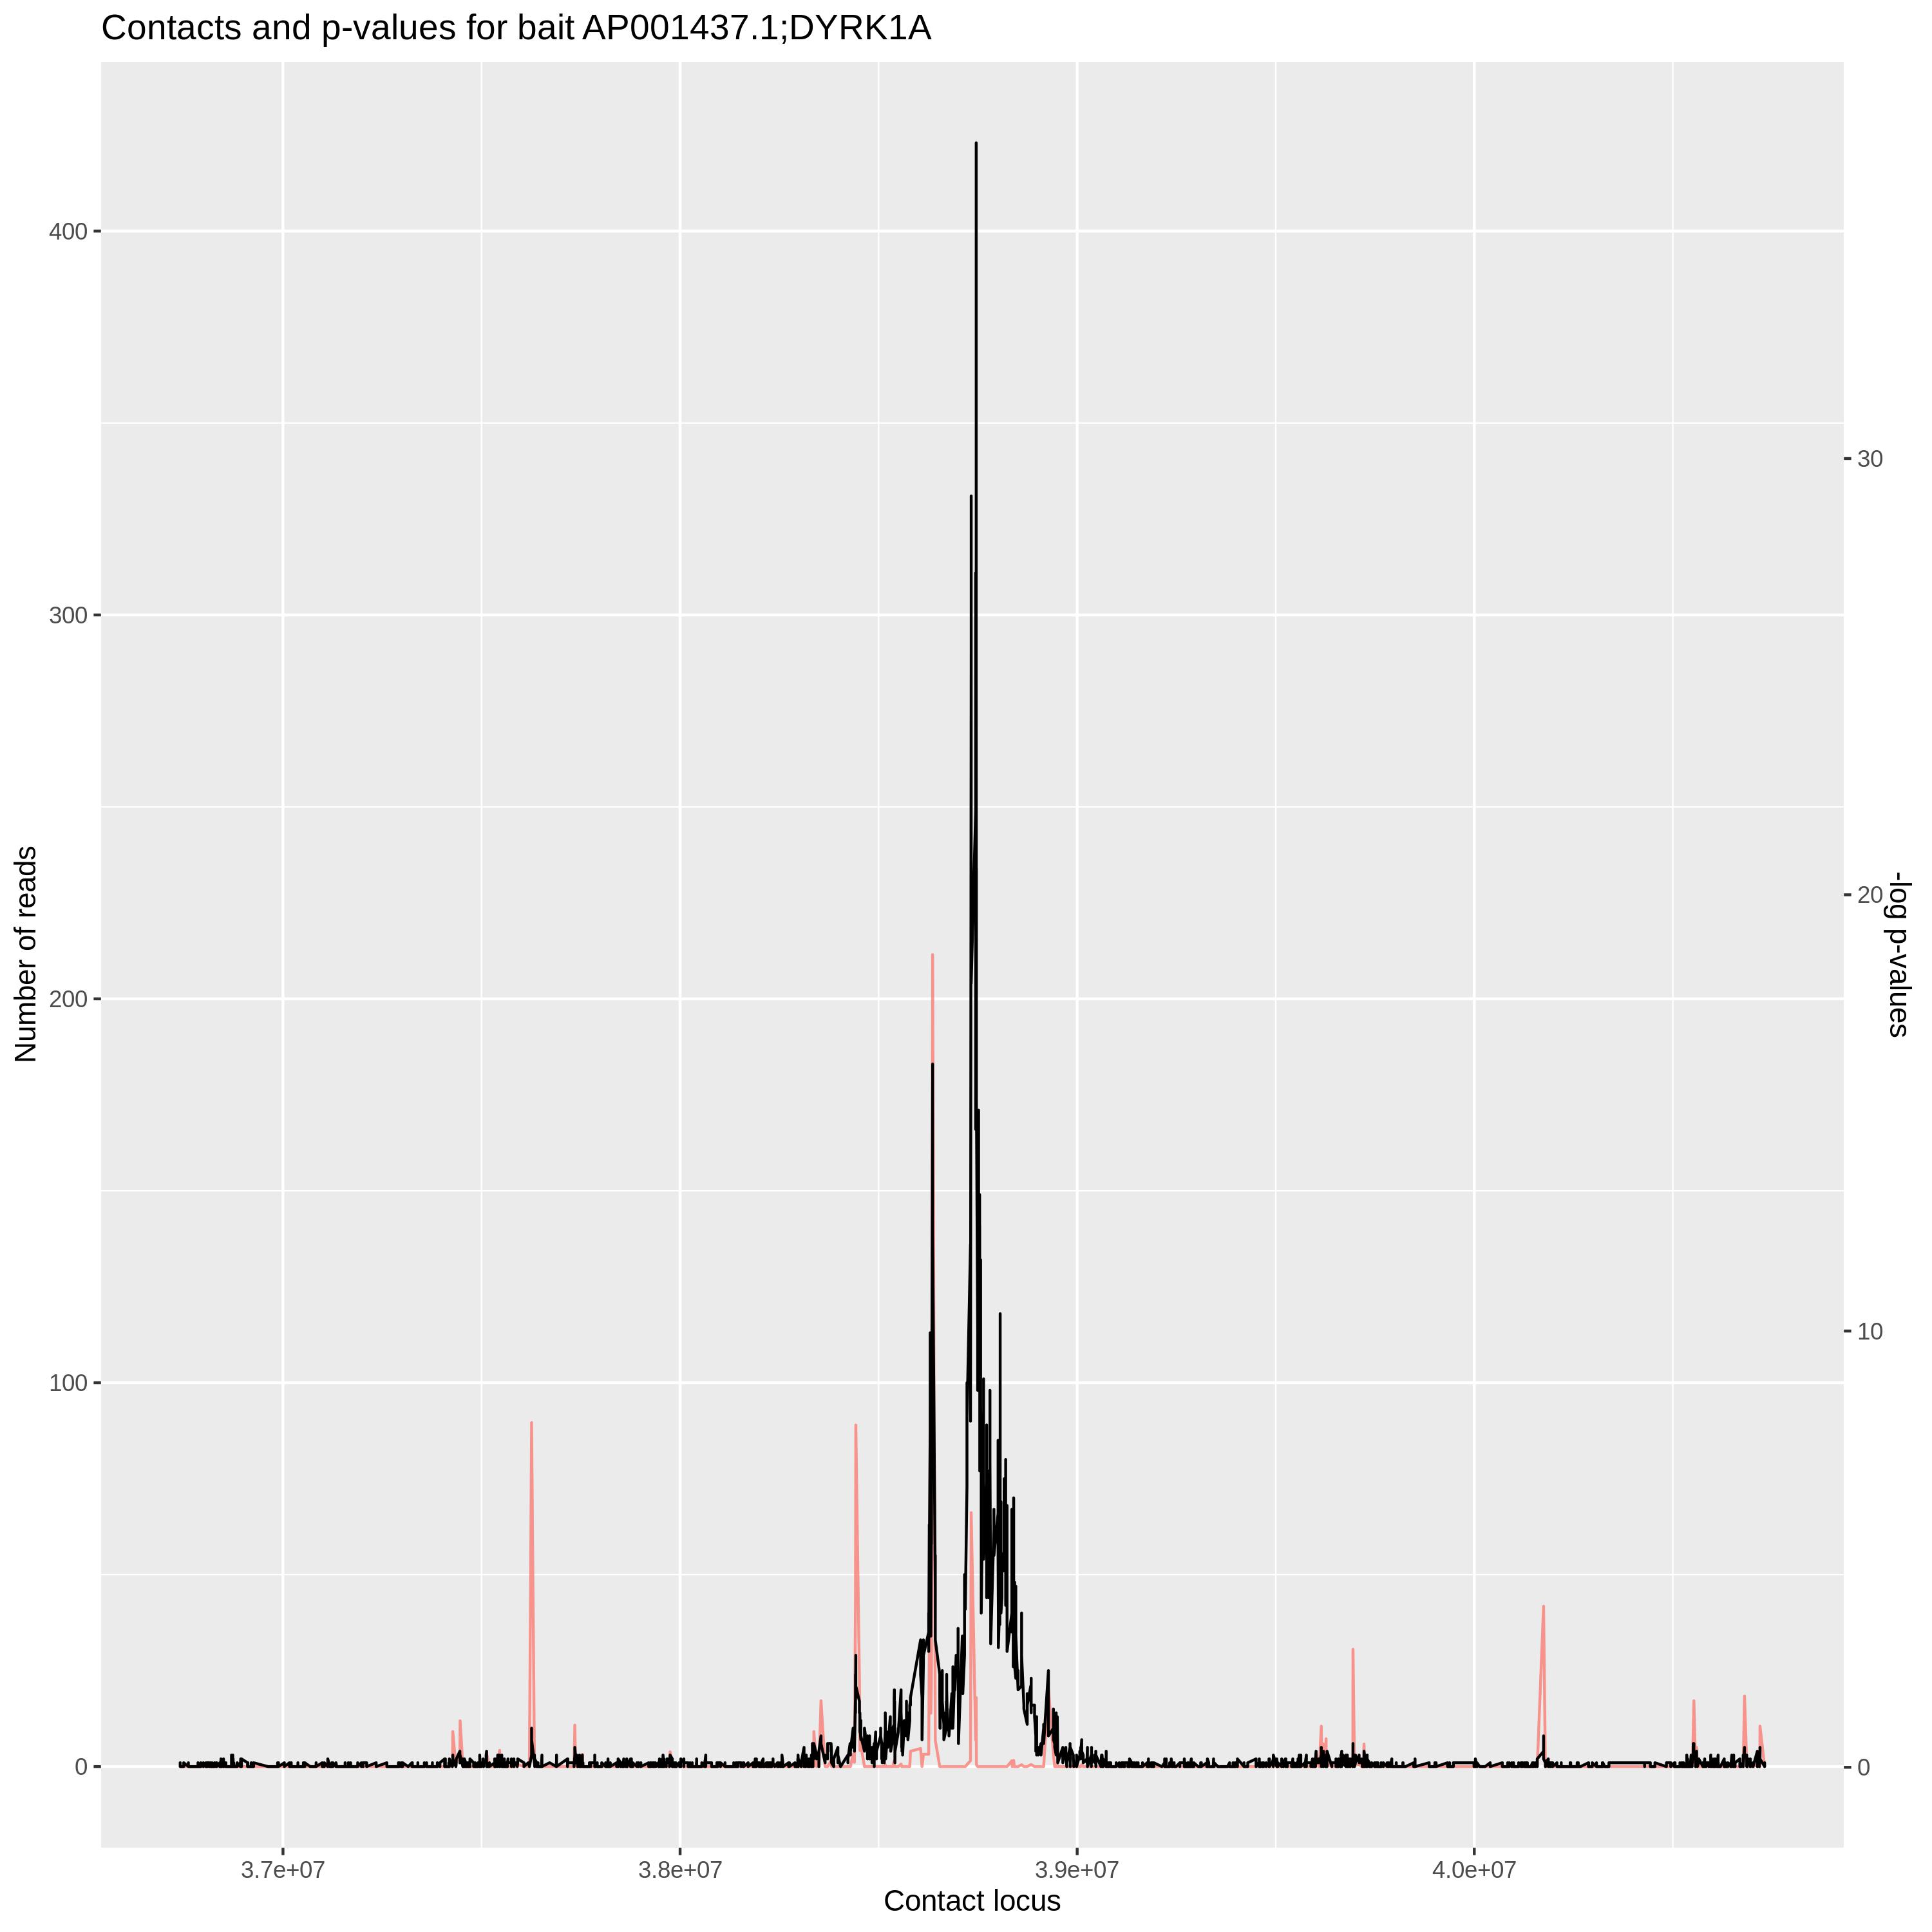 Contacts and p-values for bait AP001437.1;DYRK1A
Number of reads
400
300
200
100
0
30
20
10
0
-log p-values
3.7e+07
3.8e+07
3.9e+07
4.0e+07
Contact locus